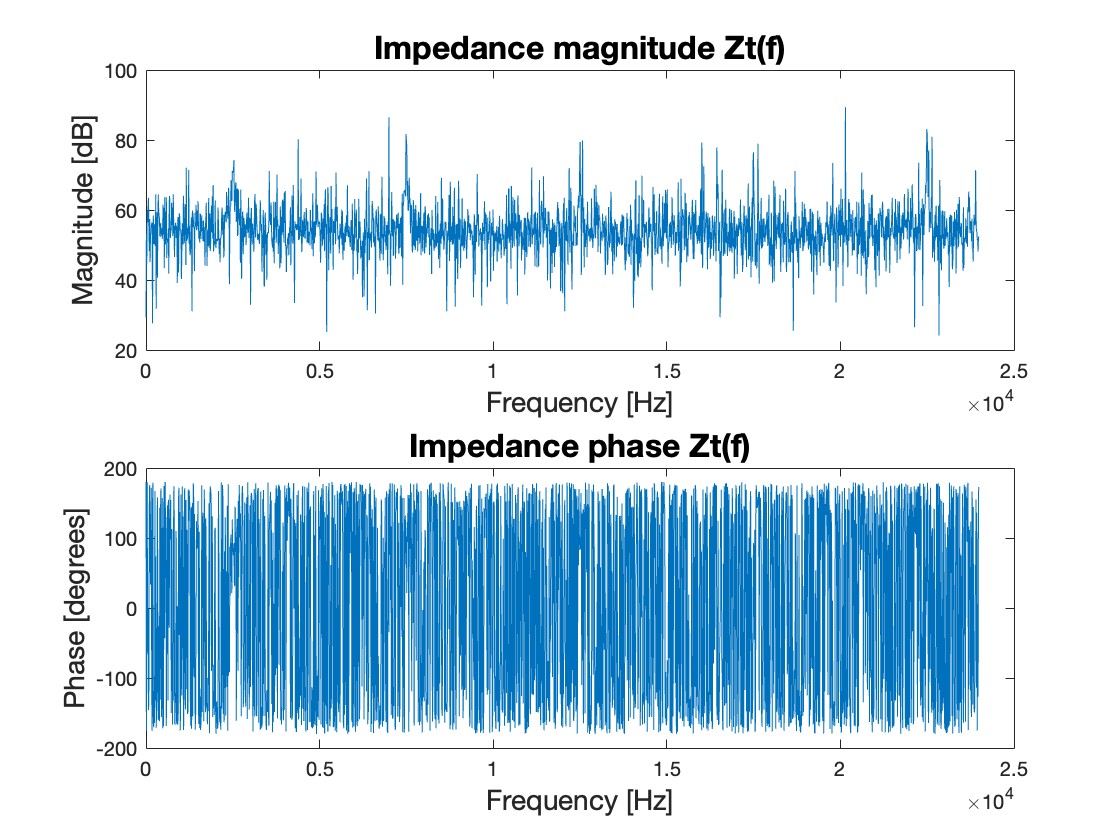 Impedance magnitude Zt(f)
100
80
60
40
20
Magnitude [dB]
0 0.5 1 1.5 2 2.5
Frequency [Hz]
×10^4
Impedance phase Zt(f)
200
100
0
-100
-200
Phase [degrees]
0 0.5 1 1.5 2 2.5
Frequency [Hz]
×10^4